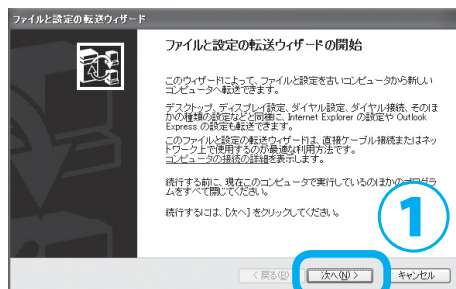 ファイルと設定の転送ウィザード
ファイルと設定の転送ウィザードの開始
このウィザードによって、ファイルと設定を古いコンピュータから新しい
コンピュータへ転送できます。
デスクトップ、ディスプレイ設定、ダイヤル設定、ダイヤル接続、そのほ
かの種類の設定などと同様に、Internet Explorer の設定や Outlook
Express の設定も転送できます。
このファイルと設定の転送ウィザードは、直接ケーブル接続またはネッ
トワーク上で使用するのが最適な利用方法です。
コンピュータの接続の詳細を表示します。
続行する前に、現在このコンピュータで実行しているのほかのプログラ
ムをすべて閉じてください。
続行するには、[次へ] をクリックしてください。
1
< 戻る(B)
次へ(N) >
キャンセル